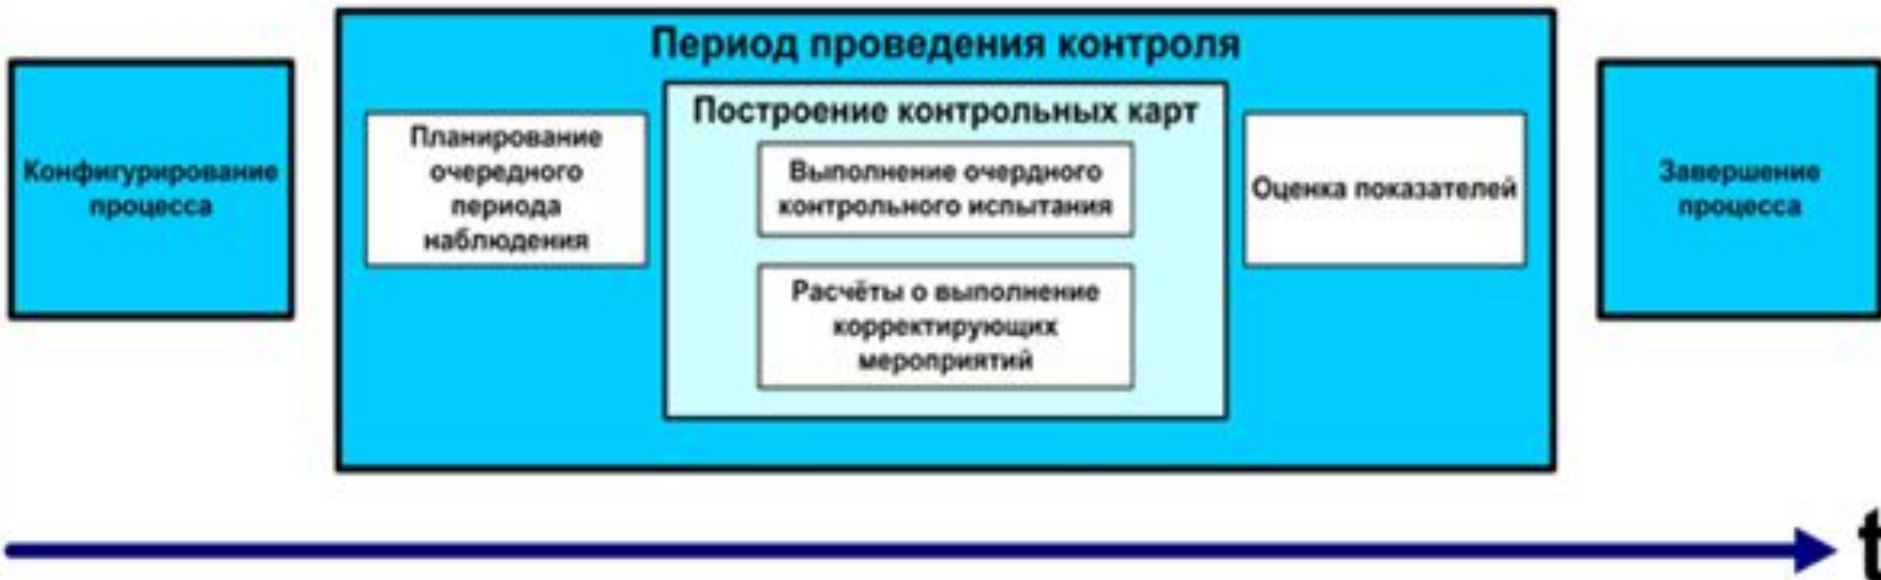 Период проведения контроля
Конфигурирование
процесса
Планирование
очередного
периода
наблюдения
Построение контрольных карт
Выполнение очердного
контрольного испытания
Расчёты о выполнение
корректирующих
мероприятий
Оценка показателей
Завершение
процесса
t